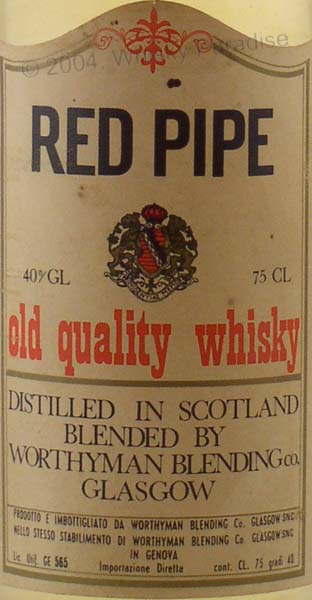 © 2004, Whisky Paradise
RED PIPE
40% GL 75 CL
old quality whisky
DISTILLED IN SCOTLAND
BLENDED BY
WORTHYMAN BLENDING CO.
GLASGOW
PRODOTTO E IMBOTTIGLIATO DA WORTHYMAN BLENDING Co. GLASGOW SNC
NELLO STESSO STABILIMENTO DI WORTHYMAN BLENDING Co. GLASGOW SNC
IN GENOVA
Lic Utif. GE 565 Importazione Diretta cont. CL. 75 gradi 40